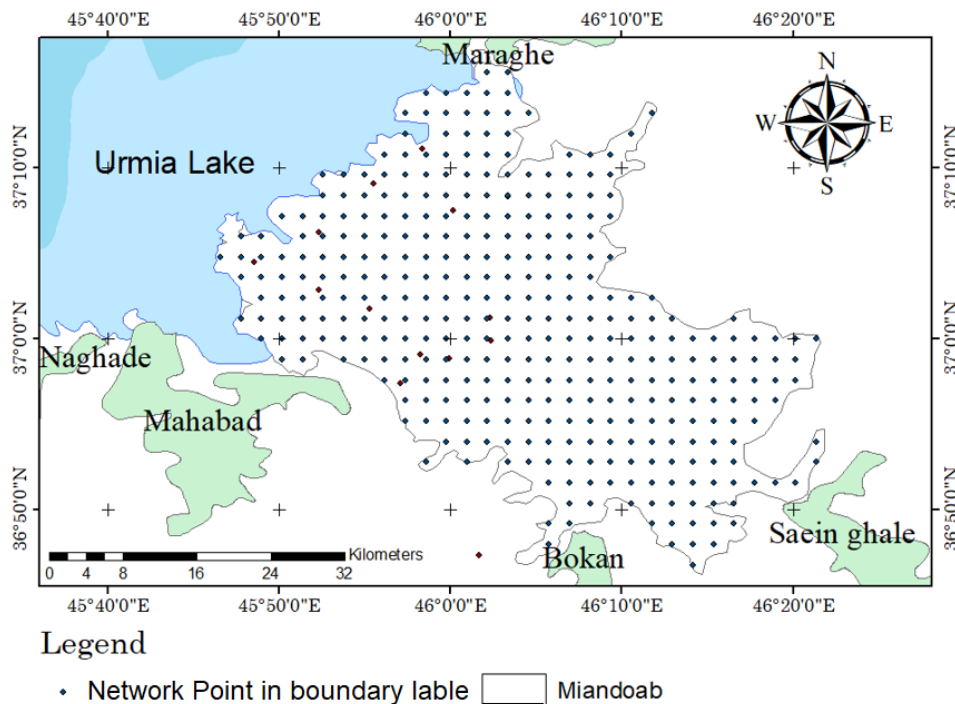 45°40'0"E 45°50'0"E 46°0'0"E 46°10'0"E 46°20'0"E
Maraghe
N
W E
S
37°10'0"N Urmia Lake 37°10'0"N
37°0'0"N 37°0'0"N
Naghade
Mahabad
36°50'0"N 36°50'0"N
Saein ghale
Kilometers
Bokan
0 4 8 16 24 32
45°40'0"E 45°50'0"E 46°0'0"E 46°10'0"E 46°20'0"E
Legend
Network Point in boundary lable Miandoab